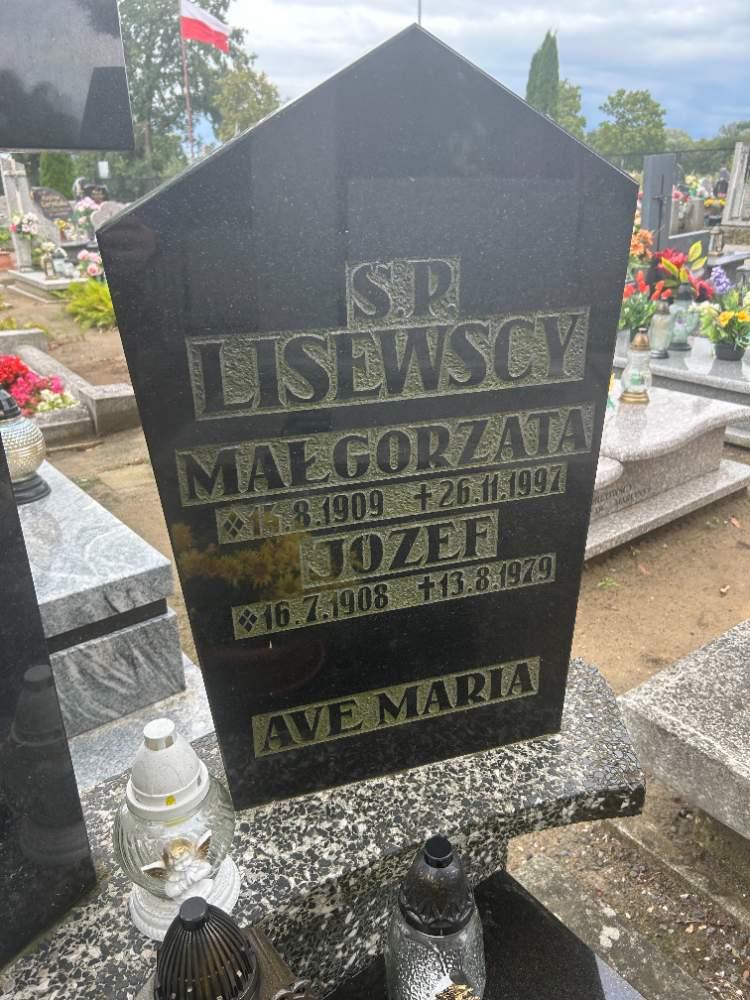 S.P.
LISEWSCY
MAŁGORZATA
8.1909 +26.11.1997
JOZEF
16.7.1908 +13.8.1979
AVE MARIA